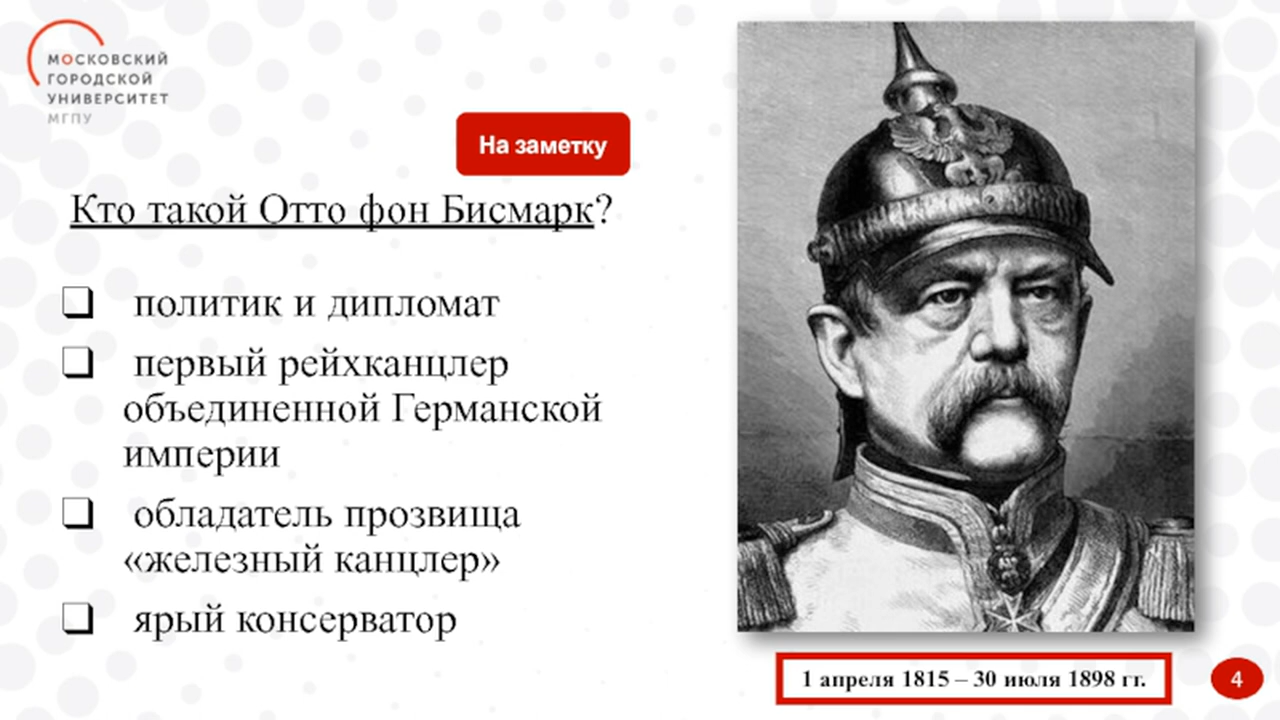 МОСКОВСКИЙ
ГОРОДСКОЙ
УНИВЕРСИТЕТ
МГПУ
На заметку
Кто такой Отто фон Бисмарк?
политик и дипломат
первый рейхканцлер
объединенной Германской
империи
обладатель прозвища
«железный канцлер»
ярый консерватор
1 апреля 1815 – 30 июля 1898 гг.
4